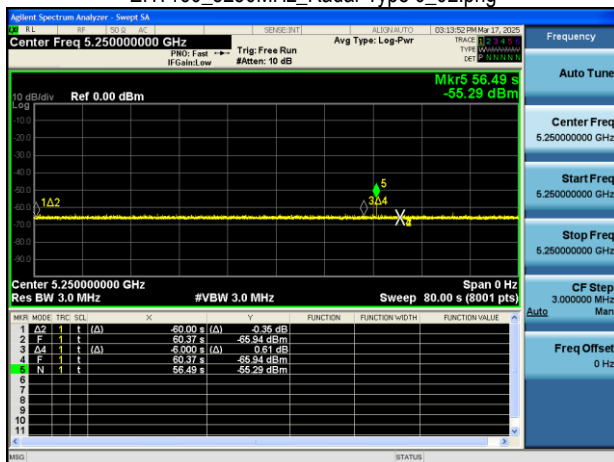 Agilent Spectrum Analyzer - Swept SA
RL RF 50 Ω AC SENSE:INT ALIGNAUTO 03:13:52 PM Mar 17, 2025
Center Freq 5.250000000 GHz
PNO: Fast Trig: Free Run
IFGain:Low #Atten: 10 dB
Avg Type: Log-Pwr
TRACE 1 2 3 4 5 6
TYPE
DET P N N N N N
Mkr5 56.49 s
-55.29 dBm
10 dB/div Ref 0.00 dBm
Log
-10.0
-20.0
-30.0
-40.0
-50.0
-60.0
-70.0
-80.0
-90.0
1Δ2
5
3Δ4
Center 5.250000000 GHz Span 0 Hz
Res BW 3.0 MHz #VBW 3.0 MHz Sweep 80.00 s (8001 pts)
MKR MODE TRC SCL X Y FUNCTION FUNCTION WIDTH FUNCTION VALUE
1 Δ2 1 t (Δ) -60.00 s (Δ) -0.35 dB
2 F 1 t 60.37 s -65.94 dBm
3 Δ4 1 t (Δ) -6.000 s (Δ) 0.61 dB
4 F 1 t 60.37 s -65.94 dBm
5 N 1 t 56.49 s -55.29 dBm
6
7
8
9
10
11
MSG STATUS
Frequency
Auto Tune
Center Freq
5.250000000 GHz
Start Freq
5.250000000 GHz
Stop Freq
5.250000000 GHz
CF Step
3.000000 MHz
Auto Man
Freq Offset
0 Hz